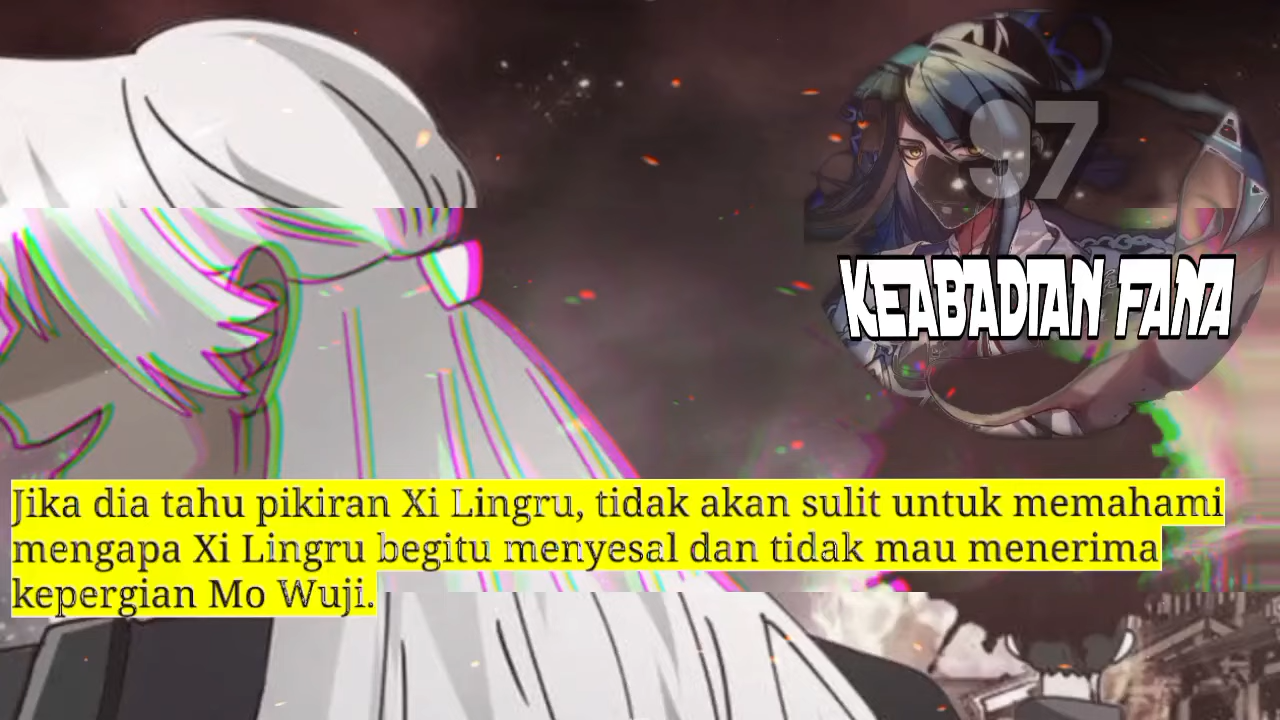 97
KEABADIAN FANA
Jika dia tahu pikiran Xi Lingru, tidak akan sulit untuk memahami
mengapa Xi Lingru begitu menyesal dan tidak mau menerima
kepergian Mo Wuji.